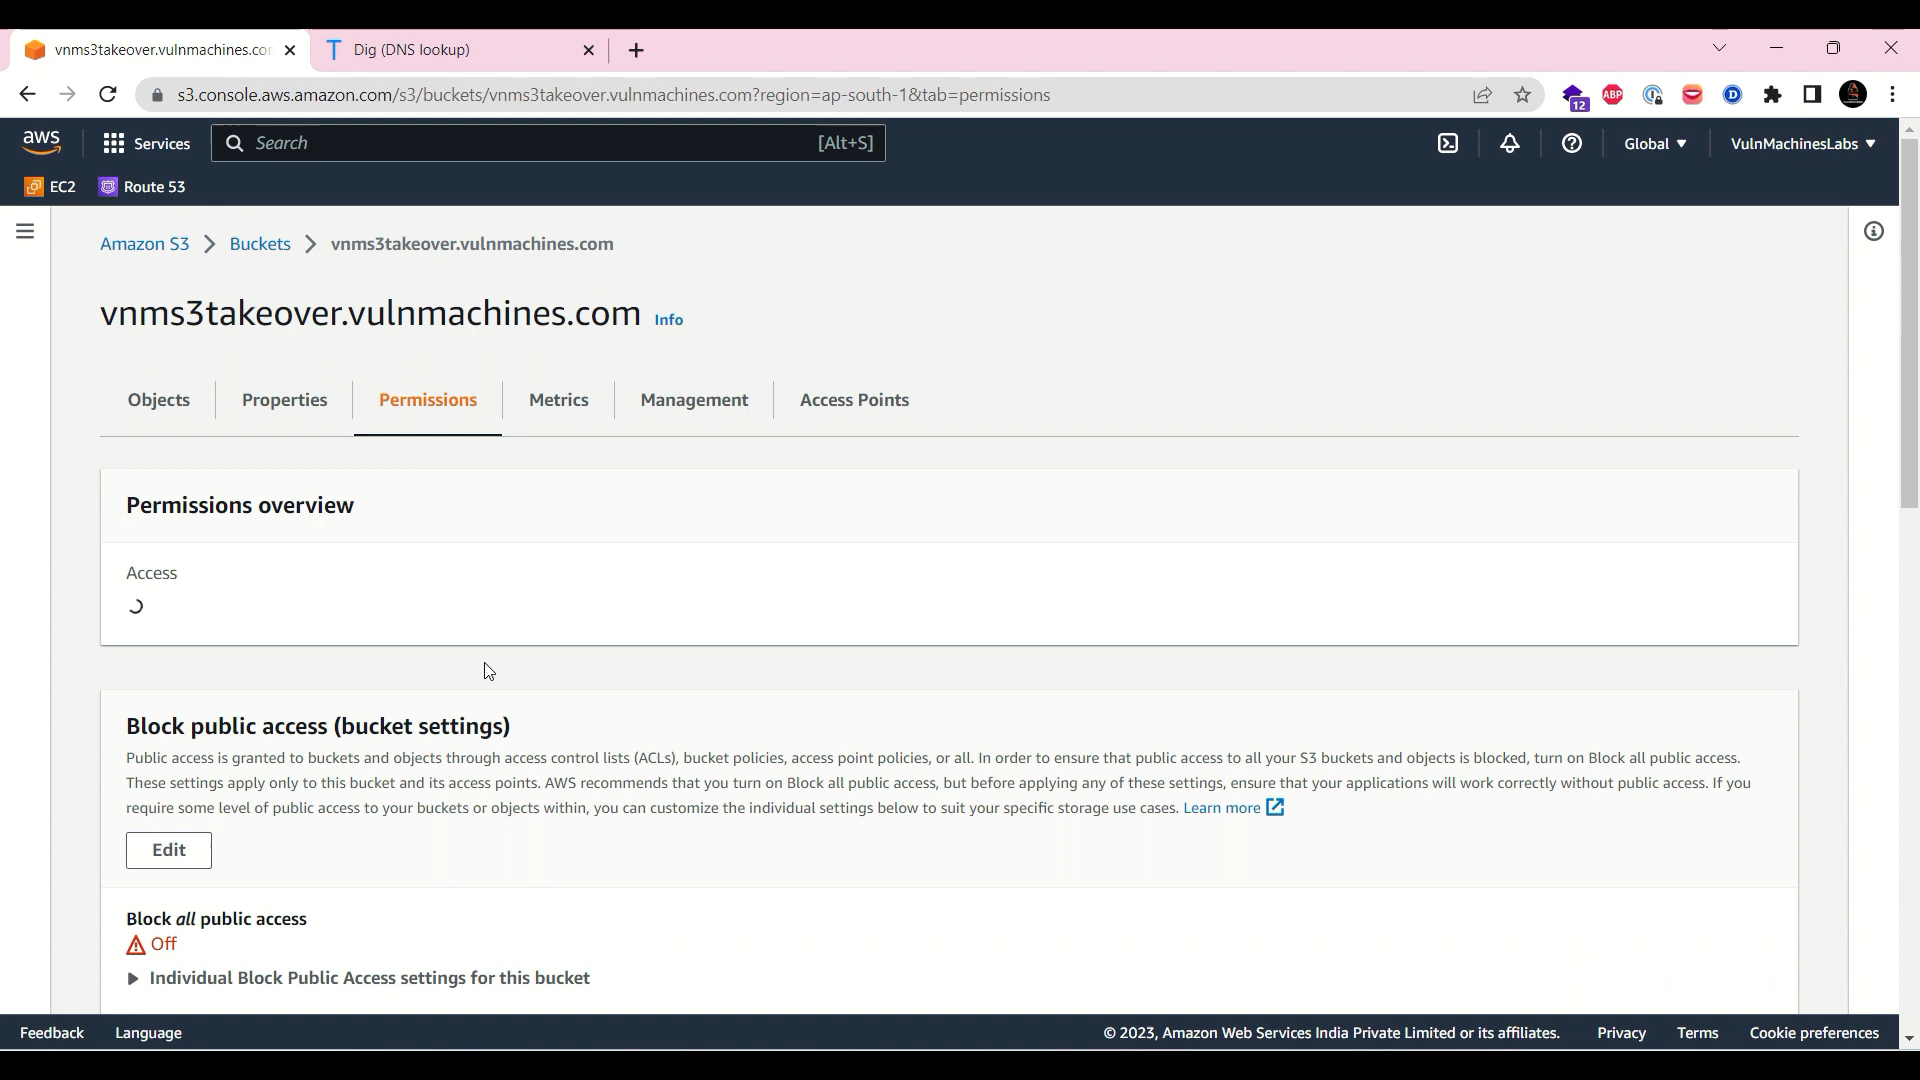 vnms3takeover.vulnmachines.con
Dig (DNS lookup)
s3.console.aws.amazon.com/s3/buckets/vnms3takeover.vulnmachines.com?region=ap-south-1&tab=permissions
ABP
12
D
aws
Services
Search
[Alt+S]
Global
VulnMachinesLabs
EC2
Route 53
Amazon S3
Buckets
vnms3takeover.vulnmachines.com
vnms3takeover.vulnmachines.com Info
Objects
Properties
Permissions
Metrics
Management
Access Points
Permissions overview
Access
Block public access (bucket settings)
Public access is granted to buckets and objects through access control lists (ACLs), bucket policies, access point policies, or all. In order to ensure that public access to all your S3 buckets and objects is blocked, turn on Block all public access.
These settings apply only to this bucket and its access points. AWS recommends that you turn on Block all public access, but before applying any of these settings, ensure that your applications will work correctly without public access. If you
require some level of public access to your buckets or objects within, you can customize the individual settings below to suit your specific storage use cases. Learn more
Edit
Block all public access
Off
Individual Block Public Access settings for this bucket
Feedback
Language
© 2023, Amazon Web Services India Private Limited or its affiliates.
Privacy
Terms
Cookie preferences